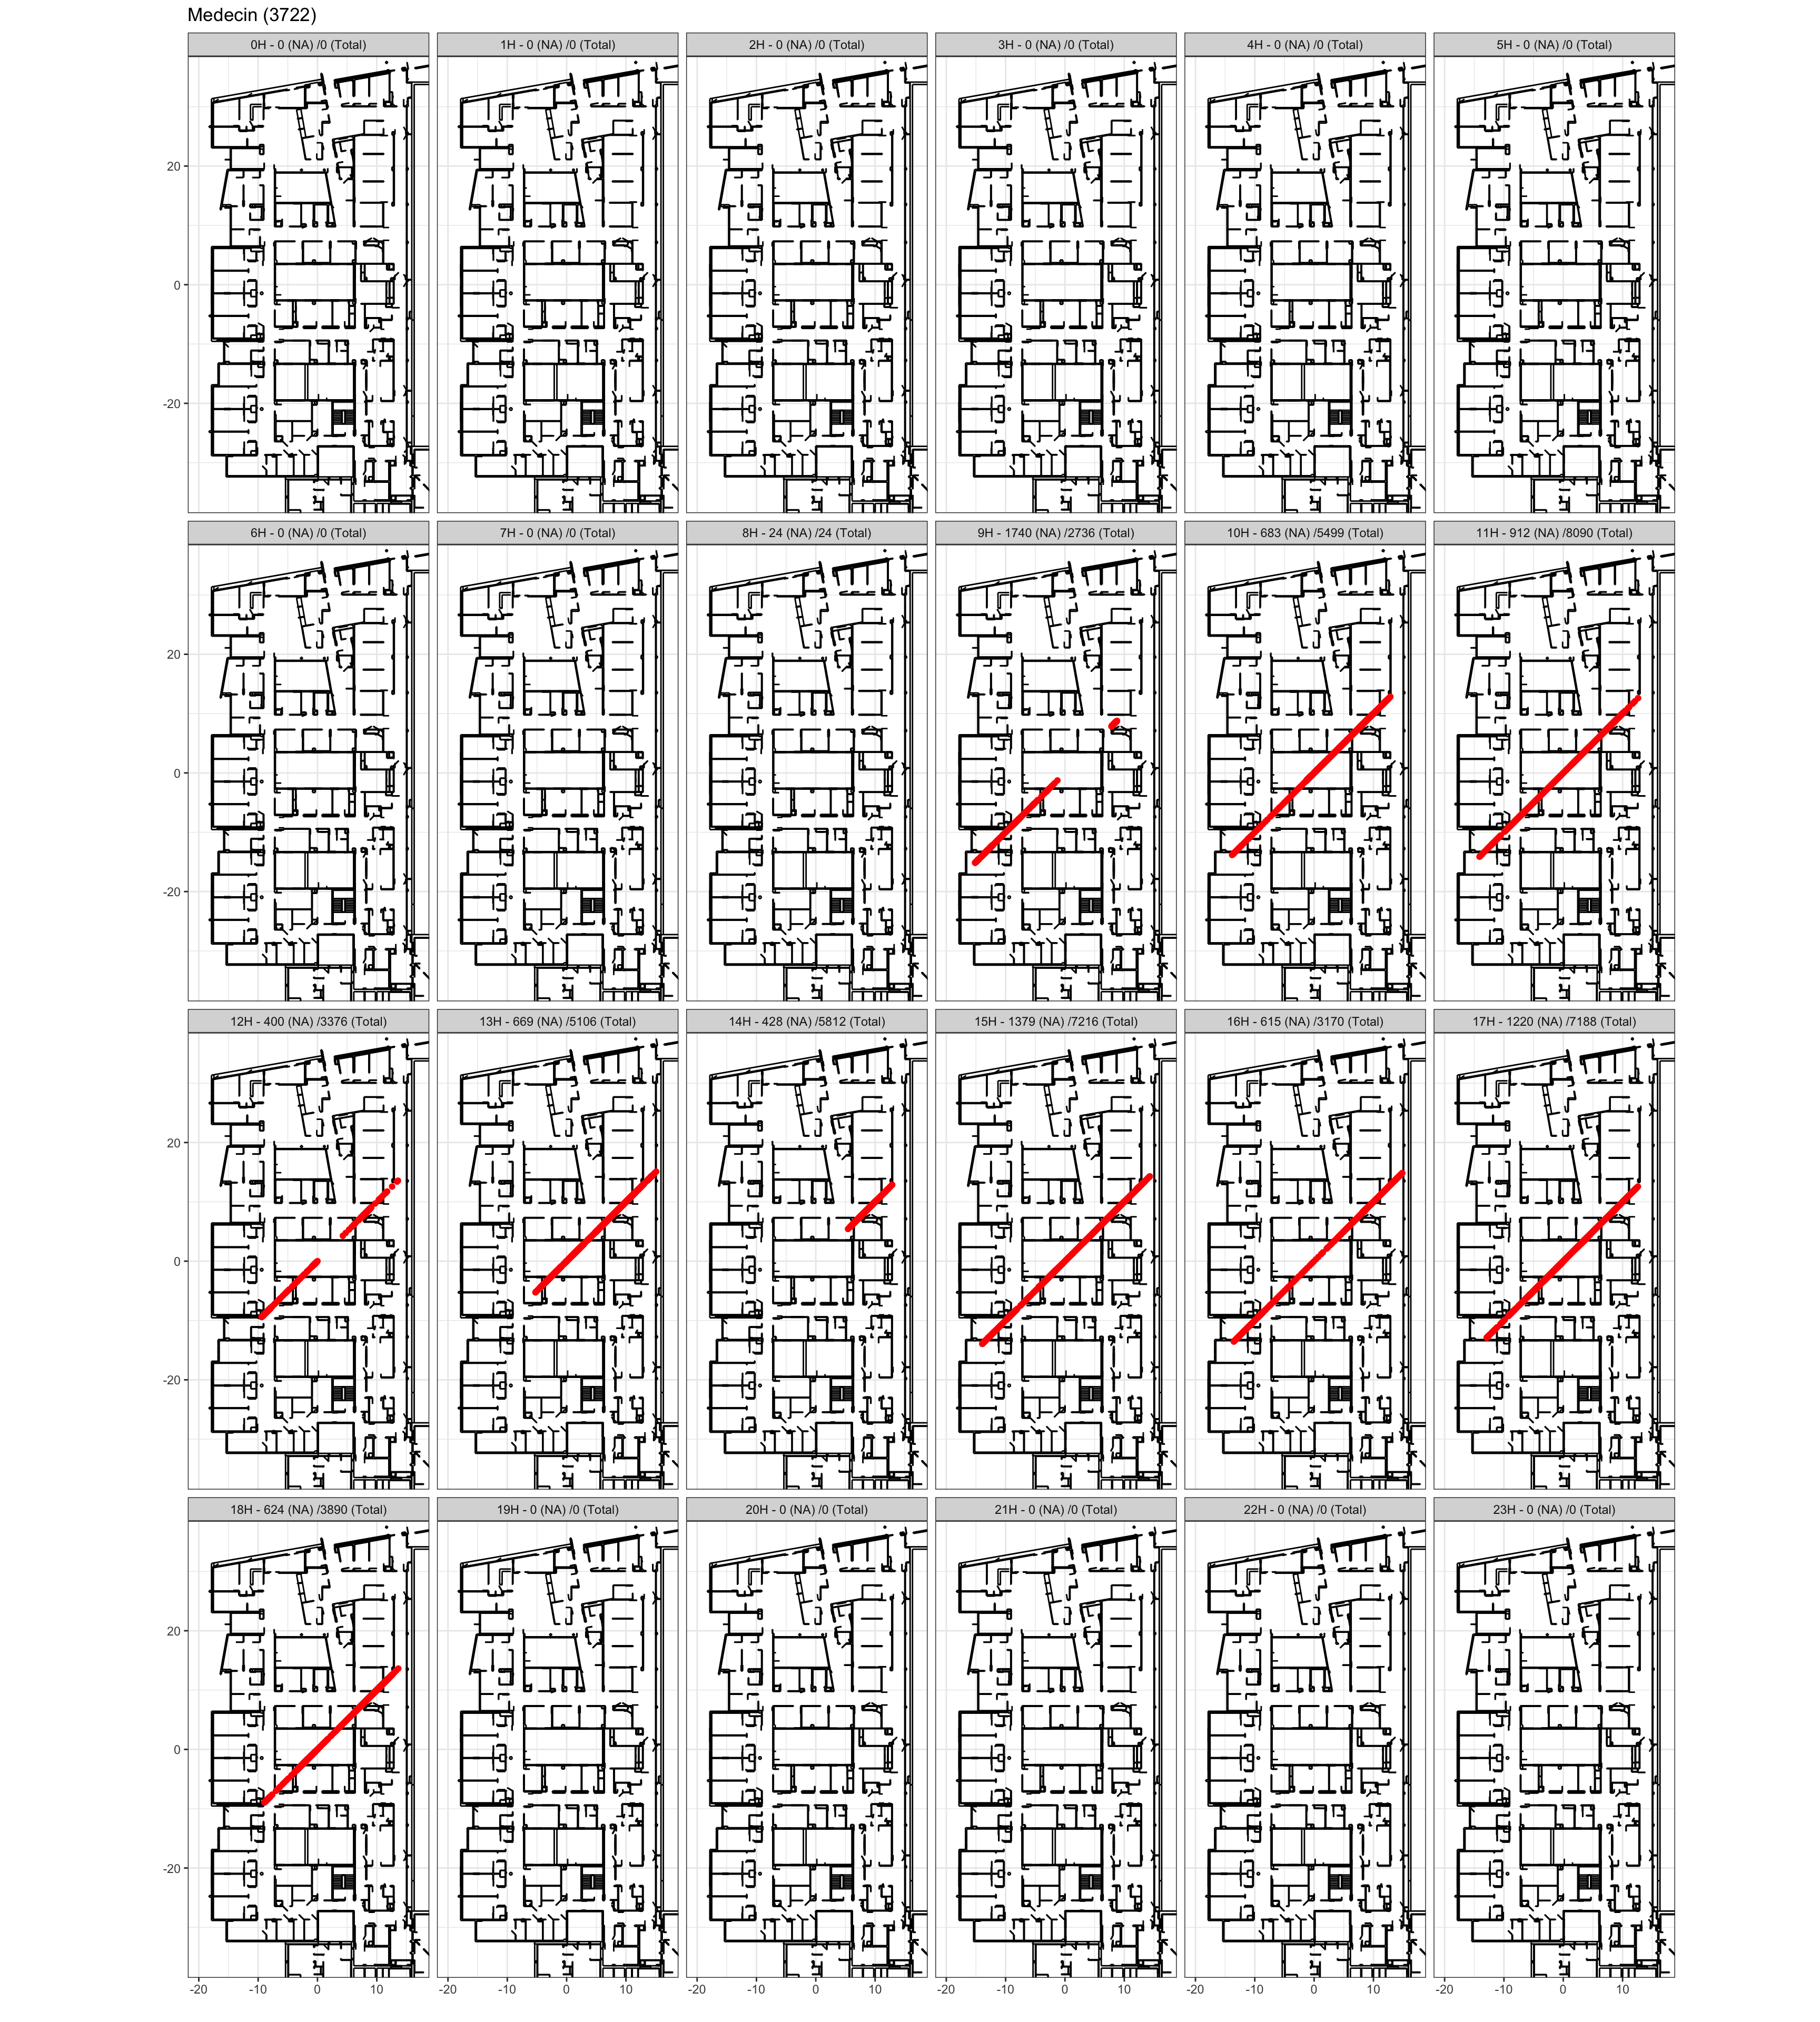 Medecin (3722)
0H - 0 (NA) /0 (Total)
1H - 0 (NA) /0 (Total)
2H - 0 (NA) /0 (Total)
3H - 0 (NA) /0 (Total)
4H - 0 (NA) /0 (Total)
5H - 0 (NA) /0 (Total)
20
0
-20
6H - 0 (NA) /0 (Total)
7H - 0 (NA) /0 (Total)
8H - 24 (NA) /24 (Total)
9H - 1740 (NA) /2736 (Total)
10H - 683 (NA) /5499 (Total)
11H - 912 (NA) /8090 (Total)
20
0
-20
12H - 400 (NA) /3376 (Total)
13H - 669 (NA) /5106 (Total)
14H - 428 (NA) /5812 (Total)
15H - 1379 (NA) /7216 (Total)
16H - 615 (NA) /3170 (Total)
17H - 1220 (NA) /7188 (Total)
20
0
-20
18H - 624 (NA) /3890 (Total)
19H - 0 (NA) /0 (Total)
20H - 0 (NA) /0 (Total)
21H - 0 (NA) /0 (Total)
22H - 0 (NA) /0 (Total)
23H - 0 (NA) /0 (Total)
20
0
-20
-20 -10 0 10
-20 -10 0 10
-20 -10 0 10
-20 -10 0 10
-20 -10 0 10
-20 -10 0 10